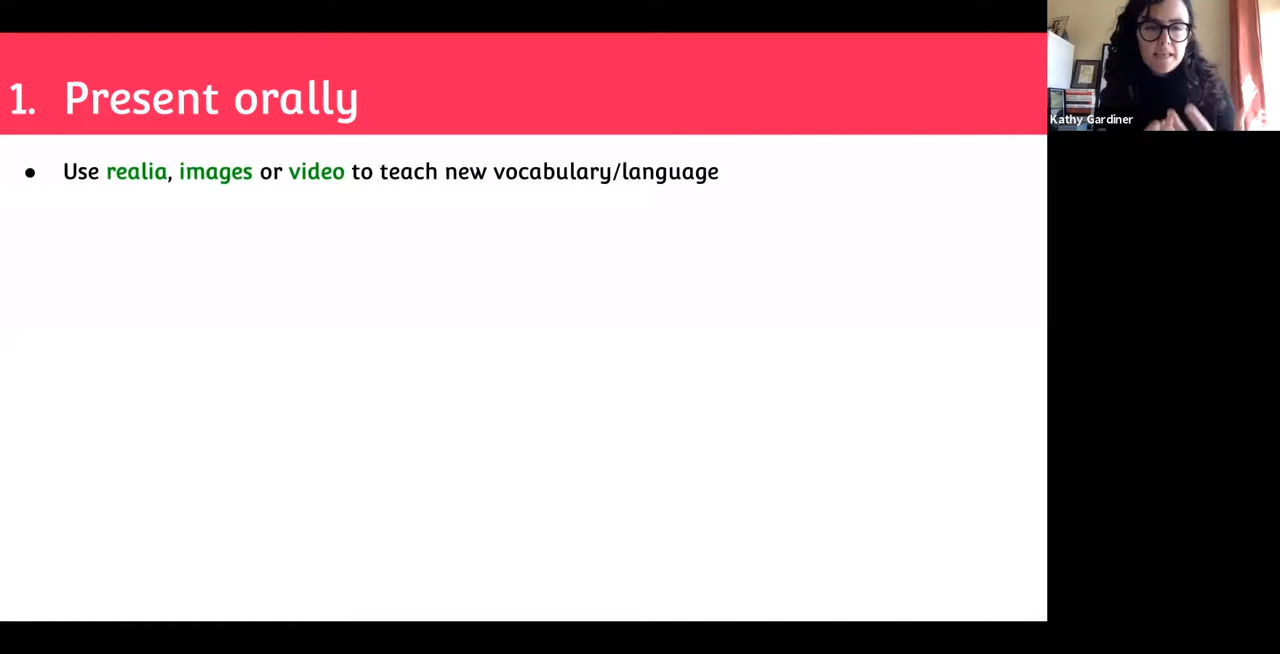 1. Present orally
● Use realia, images or video to teach new vocabulary/language
Kathy Gardiner